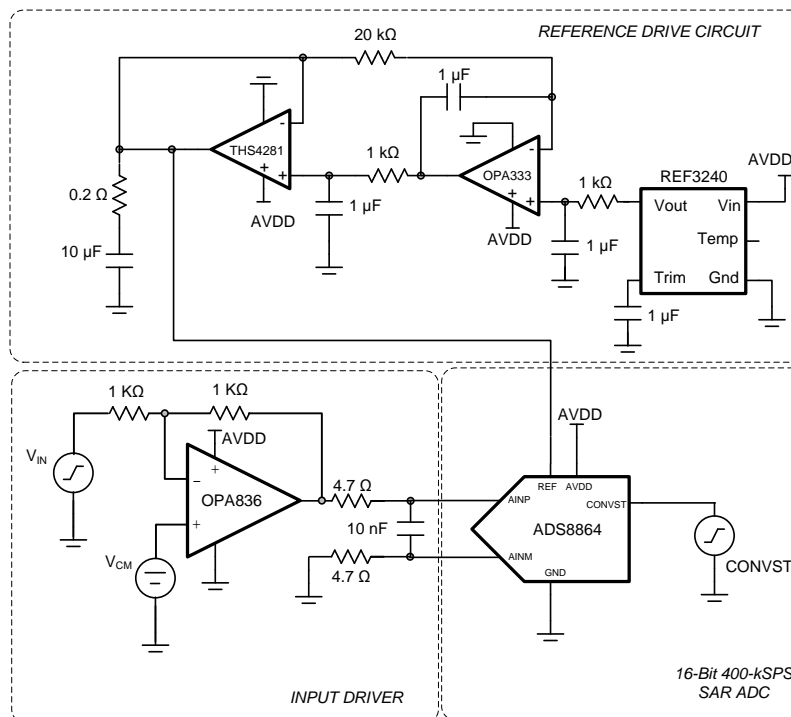 REFERENCE DRIVE CIRCUIT
20 kΩ
1 µF
-
THS4281
+
+
AVDD
1 kΩ
1 µF
-
OPA333
+
+
AVDD
1 kΩ
1 µF
REF3240
AVDD
Vout
Vin
Temp
Trim
Gnd
1 µF
0.2 Ω
10 µF
1 KΩ
1 KΩ
AVDD
VIN
+
−
OPA836
+
VCM
4.7 Ω
10 nF
4.7 Ω
INPUT DRIVER
AVDD
REF
AVDD
AINP
CONVST
ADS8864
AINM
GND
CONVST
16-Bit 400-kSPS
SAR ADC